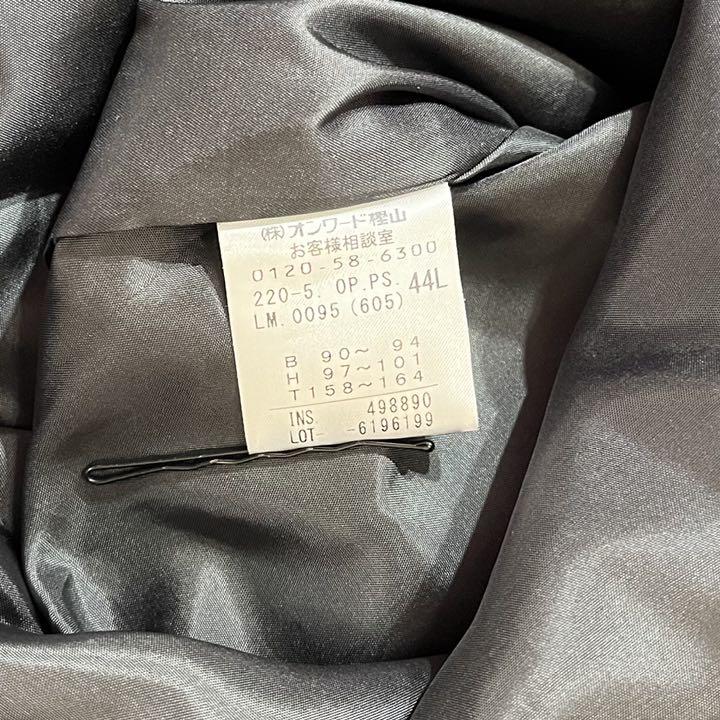 (株)オンワード樫山
お客様相談室
0120-58-6300
220-5. OP.PS. 44L
LM. 0095 (605)
B 90～ 94
H 97～101
T158～164
INS. 498890
LOT- -6196199